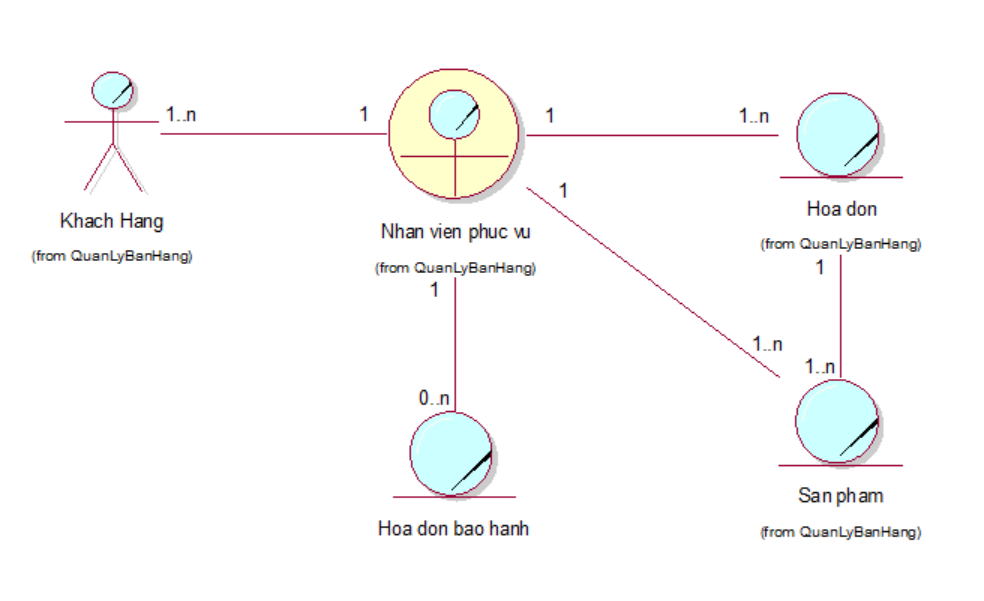 1..n
1
1
1..n
Khach Hang
(from QuanLyBanHang)
Nhan vien phuc vu
(from QuanLyBanHang)
1
Hoa don
(from QuanLyBanHang)
1
1
1..n
1..n
0..n
Hoa don bao hanh
San pham
(from QuanLyBanHang)